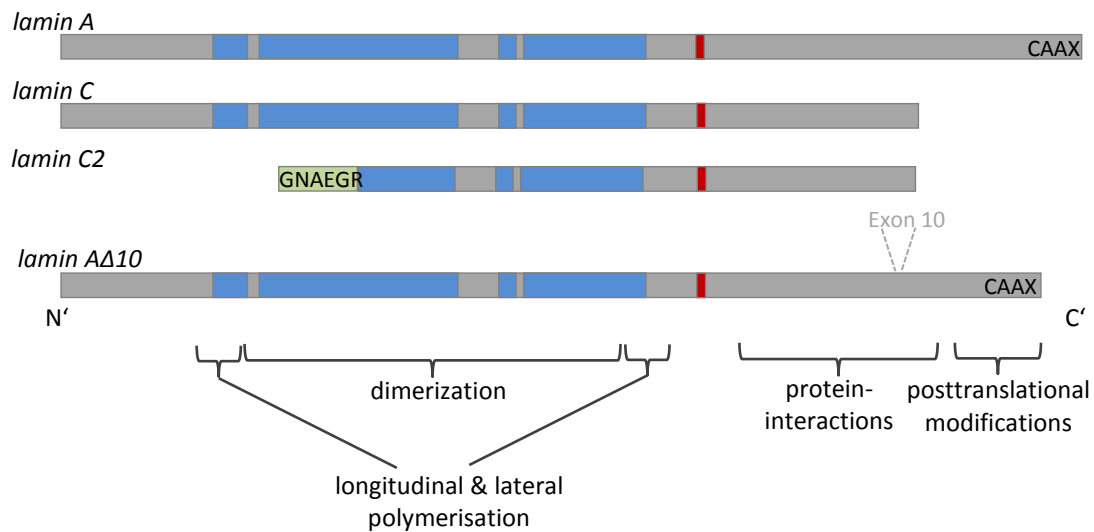 lamin A
CAAX
lamin C
lamin C2
GNAEGR
Exon 10
lamin AΔ10
CAAX
N‘
C‘
dimerization
protein-
interactions
posttranslational
modifications
longitudinal & lateral
polymerisation